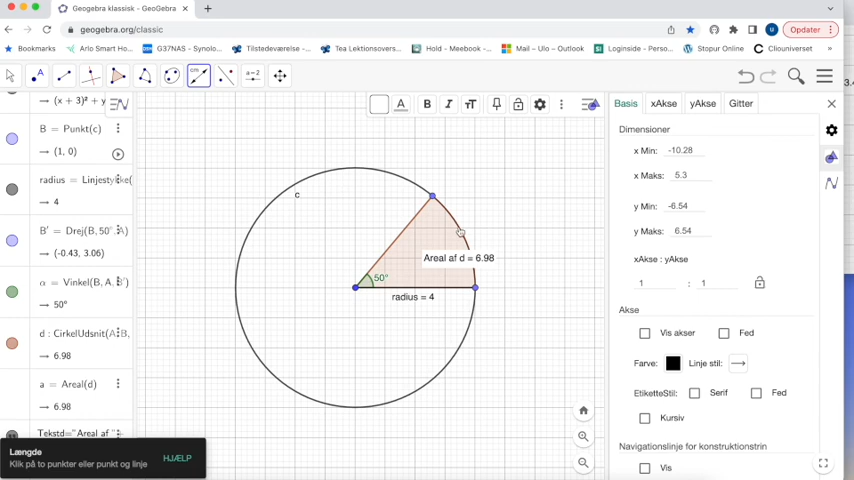 Geogebra klassisk - GeoGebra
geogebra.org/classic
U
Opdater
Bookmarks
Arlo Smart Ho...
G37NAS - Synolo...
Tilstedeværelse -...
Tea Lektionsoverv...
Hold - Meebook -...
Mail – Ulo – Outlook
Loginside - Perso...
Stapur Online
Cliouniverset
»
A
cm
a=2
→ (x + 3)² + y
B = Punkt(c)
→ (1, 0)
radius = Linjestykke(
→ 4
B′ = Drej(B, 50°, A)
→ (-0.43, 3.06)
α = Vinkel(B, A, B′)
→ 50°
d : CirkelUdsnit(A, B,
→ 6.98
a = Areal(d)
→ 6.98
Tekstd="Areal af "
Længde
Klik på to punkter eller punkt og linje
HJÆLP
A
B
I
c
50°
Areal af d = 6.98
radius = 4
Basis
xAkse
yAkse
Gitter
Dimensioner
x Min: -10.28
x Maks: 5.3
y Min: -6.54
y Maks: 6.54
xAkse : yAkse
1 : 1
Akse
Vis akser
Fed
Farve:
Linje stil:
EtiketteStil:
Serif
Fed
Kursiv
Navigationslinje for konstruktionstrin
Vis